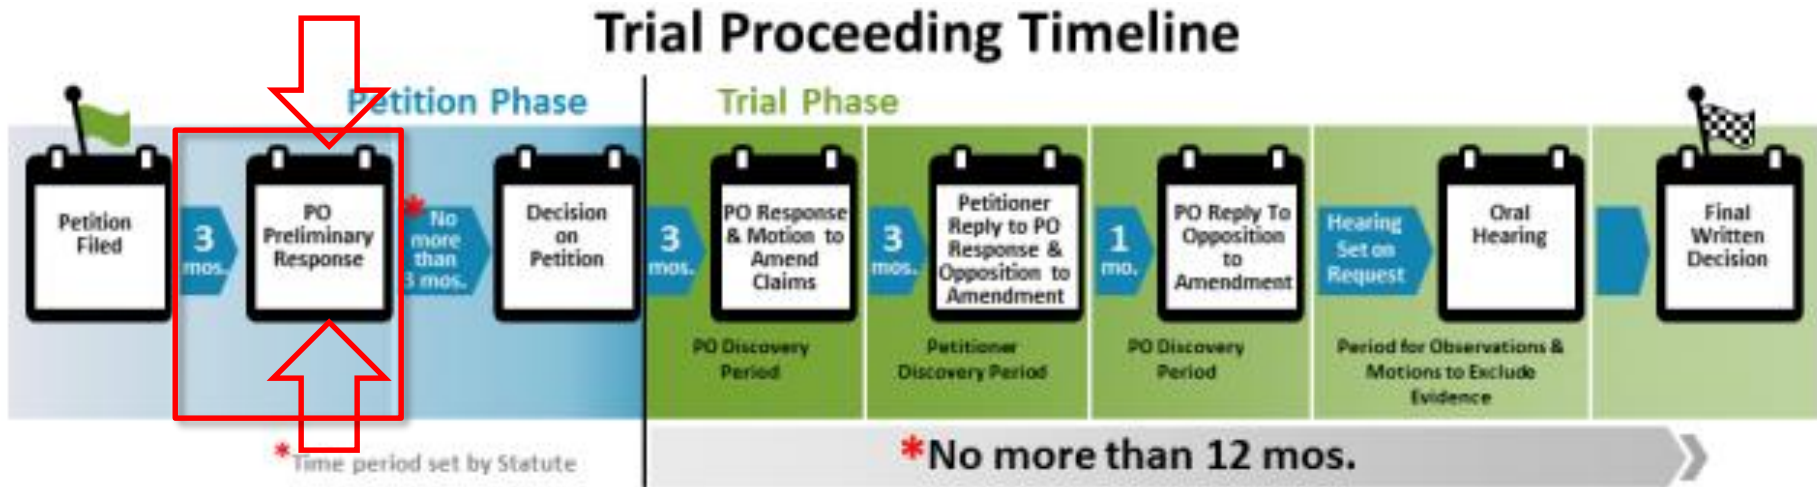 Trial Proceeding Timeline
Petition Phase
Trial Phase
Petition
Filed
3
mos.
PO
Preliminary
Response
*No
more
than
3 mos.
Decision
on
Petition
3
mos.
PO Response
& Motion to
Amend
Claims
3
mos.
Petitioner
Reply to PO
Response &
Opposition to
Amendment
1
mo.
PO Reply To
Opposition
to
Amendment
Hearing
Set on
Request
Oral
Hearing
Final
Written
Decision
PO Discovery
Period
Petitioner
Discovery Period
PO Discovery
Period
Period for Observations &
Motions to Exclude
Evidence
*Time period set by Statute
*No more than 12 mos.